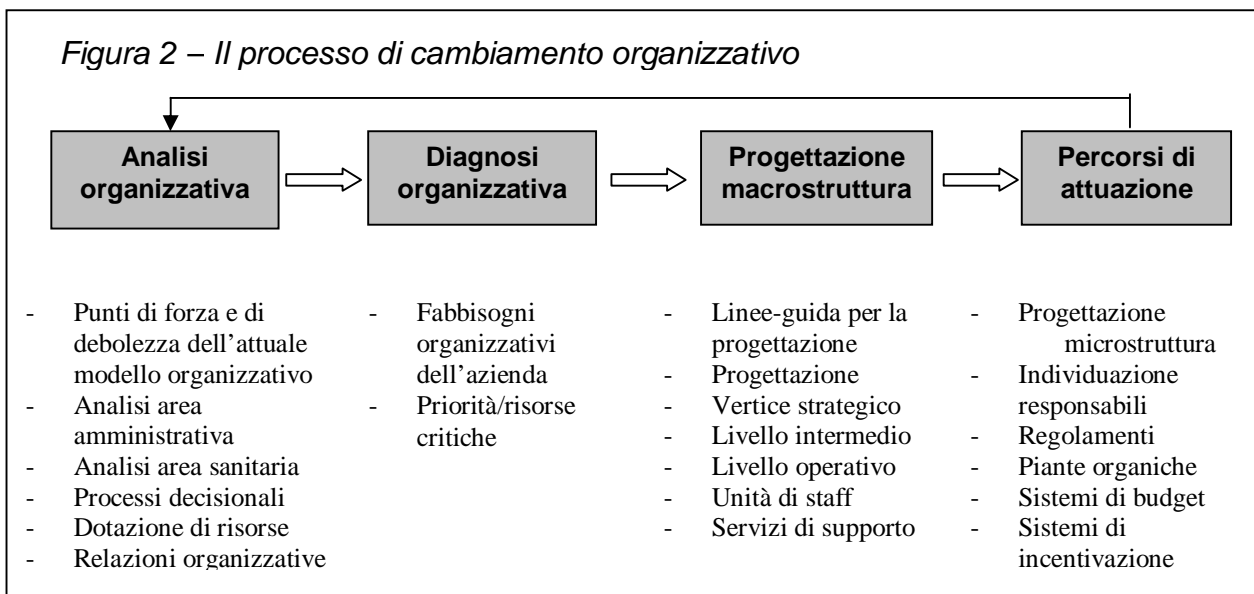 Figura 2 – Il processo di cambiamento organizzativo
Analisi
organizzativa
Diagnosi
organizzativa
Progettazione
macrostruttura
Percorsi di
attuazione
- Punti di forza e di
debolezza dell’attuale
modello organizzativo
- Analisi area
amministrativa
- Analisi area sanitaria
- Processi decisionali
- Dotazione di risorse
- Relazioni organizzative
- Fabbisogni
organizzativi
dell’azienda
- Priorità/risorse
critiche
- Linee-guida per la
progettazione
- Progettazione
- Vertice strategico
- Livello intermedio
- Livello operativo
- Unità di staff
- Servizi di supporto
- Progettazione
microstruttura
- Individuazione
responsabili
- Regolamenti
- Piante organiche
- Sistemi di budget
- Sistemi di
incentivazione